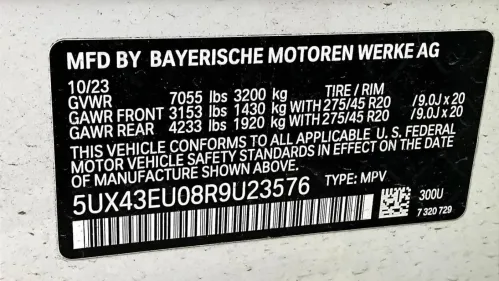 MFD BY BAYERISCHE MOTOREN WERKE AG
10/23 TIRE / RIM
GVWR 7055 lbs 3200 kg
GAWR FRONT 3153 lbs 1430 kg WITH 275/45 R20 /9.0J x 20
GAWR REAR 4233 lbs 1920 kg WITH 275/45 R20 /9.0J x 20
THIS VEHICLE CONFORMS TO ALL APPLICABLE U.S. FEDERAL
MOTOR VEHICLE SAFETY STANDARDS IN EFFECT ON THE DATE
OF MANUFACTURE SHOWN ABOVE.
5UX43EU08R9U23576 TYPE: MPV
300U
7 320 729